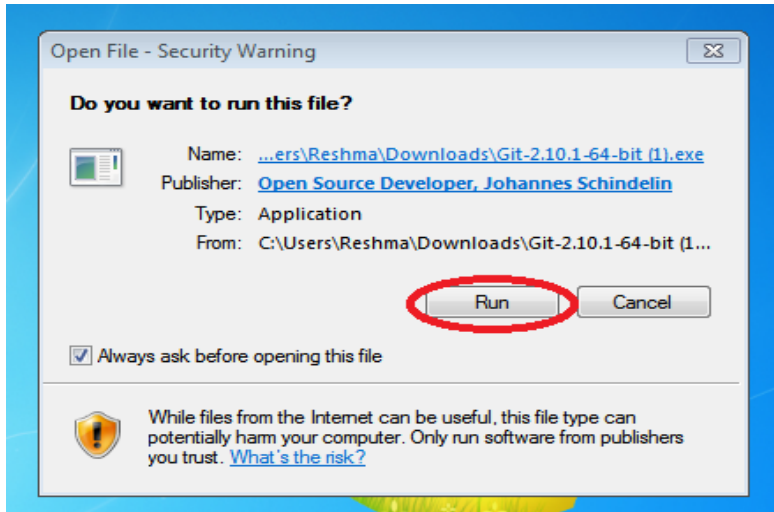 Open File - Security Warning
Do you want to run this file?
Name: ...ers\Reshma\Downloads\Git-2.10.1-64-bit (1).exe
Publisher: Open Source Developer, Johannes Schindelin
Type: Application
From: C:\Users\Reshma\Downloads\Git-2.10.1-64-bit (1...
Run Cancel
Always ask before opening this file
While files from the Internet can be useful, this file type can
potentially harm your computer. Only run software from publishers
you trust. What's the risk?